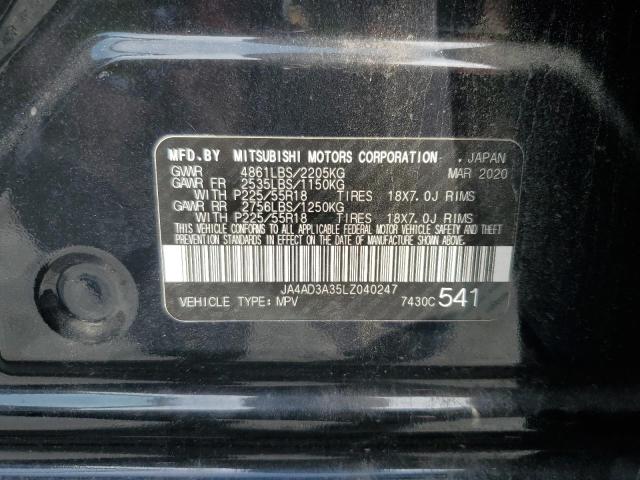 MFD.BY MITSUBISHI MOTORS CORPORATION . JAPAN
GVWR 4861LBS/2205KG MAR 2020
GAWR FR 2535LBS/1150KG
WITH P225/55R18 TIRES 18X7.0J RIMS
GAWR RR 2756LBS/1250KG
WITH P225/55R18 TIRES 18X7.0J RIMS
THIS VEHICLE CONFORMS TO ALL APPLICABLE FEDERAL MOTOR VEHICLE SAFETY AND THEFT
PREVENTION STANDARDS IN EFFECT ON THE DATE OF MANUFACTURE SHOWN ABOVE.
JA4AD3A35LZ040247
VEHICLE TYPE:MPV 7430C 541